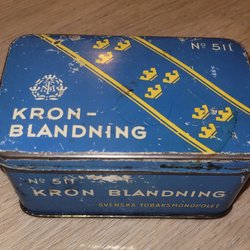 No 511
KRON-
BLANDNING
No 511
KRON BLANDNING
SVENSKA TOBAKSMONOPOLET